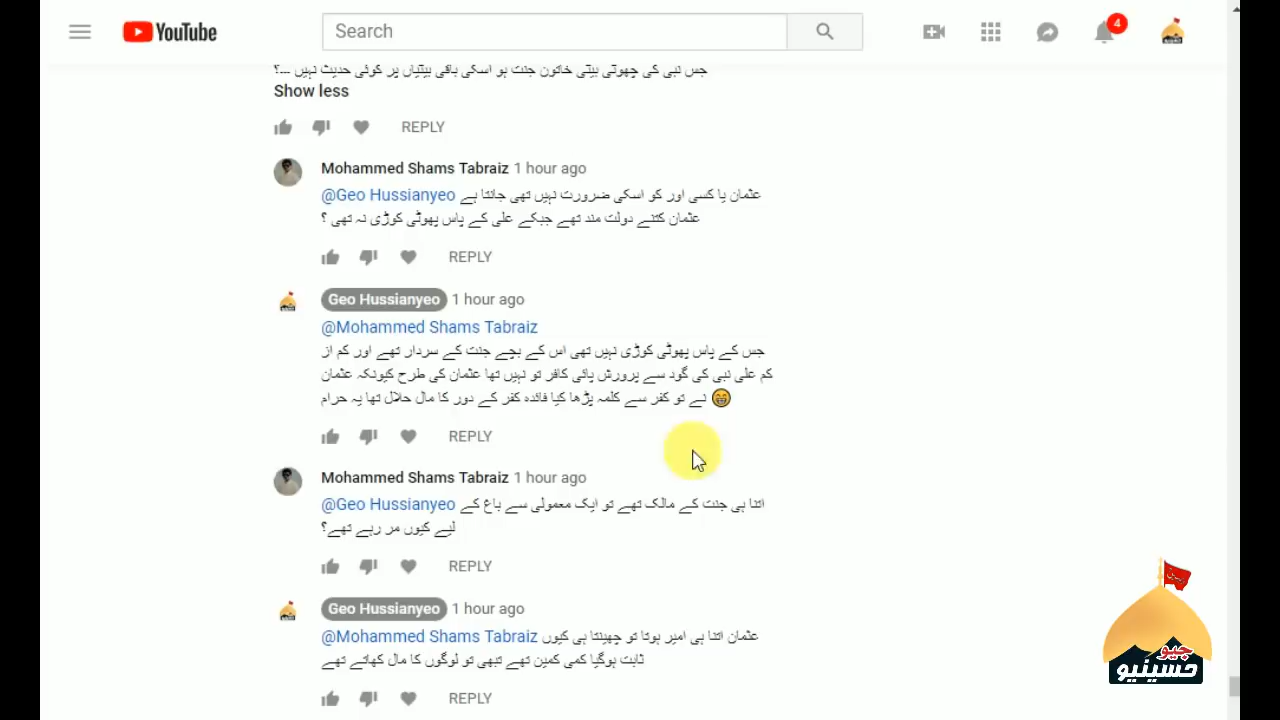 YouTube
Search
4
جس نبی کی چھوٹی بیٹی خاتون جنت ہو اسکی باقی بیٹیاں پر کوئی حدیث نہیں ---؟
Show less
REPLY
Mohammed Shams Tabraiz 1 hour ago
@Geo Hussianyeo عثمان یا کسی اور کو اسکی ضرورت نہیں تھی جانتا ہے
عثمان کتنے دولت مند تھے جبکے علی کے پاس پھوٹی کوڑی نہ تھی ؟
REPLY
Geo Hussianyeo 1 hour ago
@Mohammed Shams Tabraiz
جس کے پاس پھوٹی کوڑی نہیں تھی اس کے بچے جنت کے سردار تھے اور کم از
کم علی نبی کی گود سے پرورش پائی کافر تو نہیں تھا عثمان کی طرح کیونکہ عثمان
نے تو کفر سے کلمہ پڑھا کیا فائدہ کفر کے دور کا مال حلال تھا یہ حرام 😁
REPLY
Mohammed Shams Tabraiz 1 hour ago
@Geo Hussianyeo اتنا ہی جنت کے مالک تھے تو ایک معمولی سے باغ کے
لیے کیوں مر رہے تھے؟
REPLY
Geo Hussianyeo 1 hour ago
@Mohammed Shams Tabraiz عثمان اتنا ہی امیر ہوتا تو چھینتا ہی کیوں
ثابت ہوگیا کمی کمین تھے تبھی تو لوگوں کا مال کھاتے تھے
REPLY
جیو
حسینیو